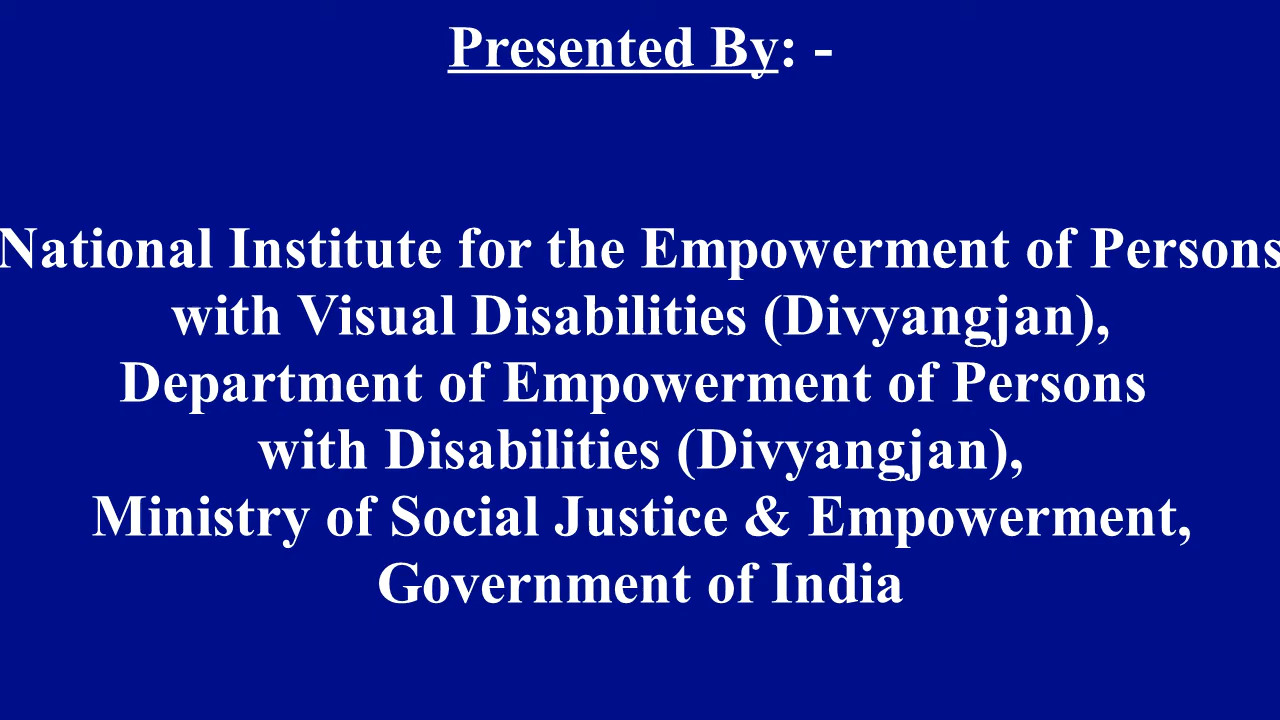 Presented By: -
National Institute for the Empowerment of Persons
with Visual Disabilities (Divyangjan),
Department of Empowerment of Persons
with Disabilities (Divyangjan),
Ministry of Social Justice & Empowerment,
Government of India